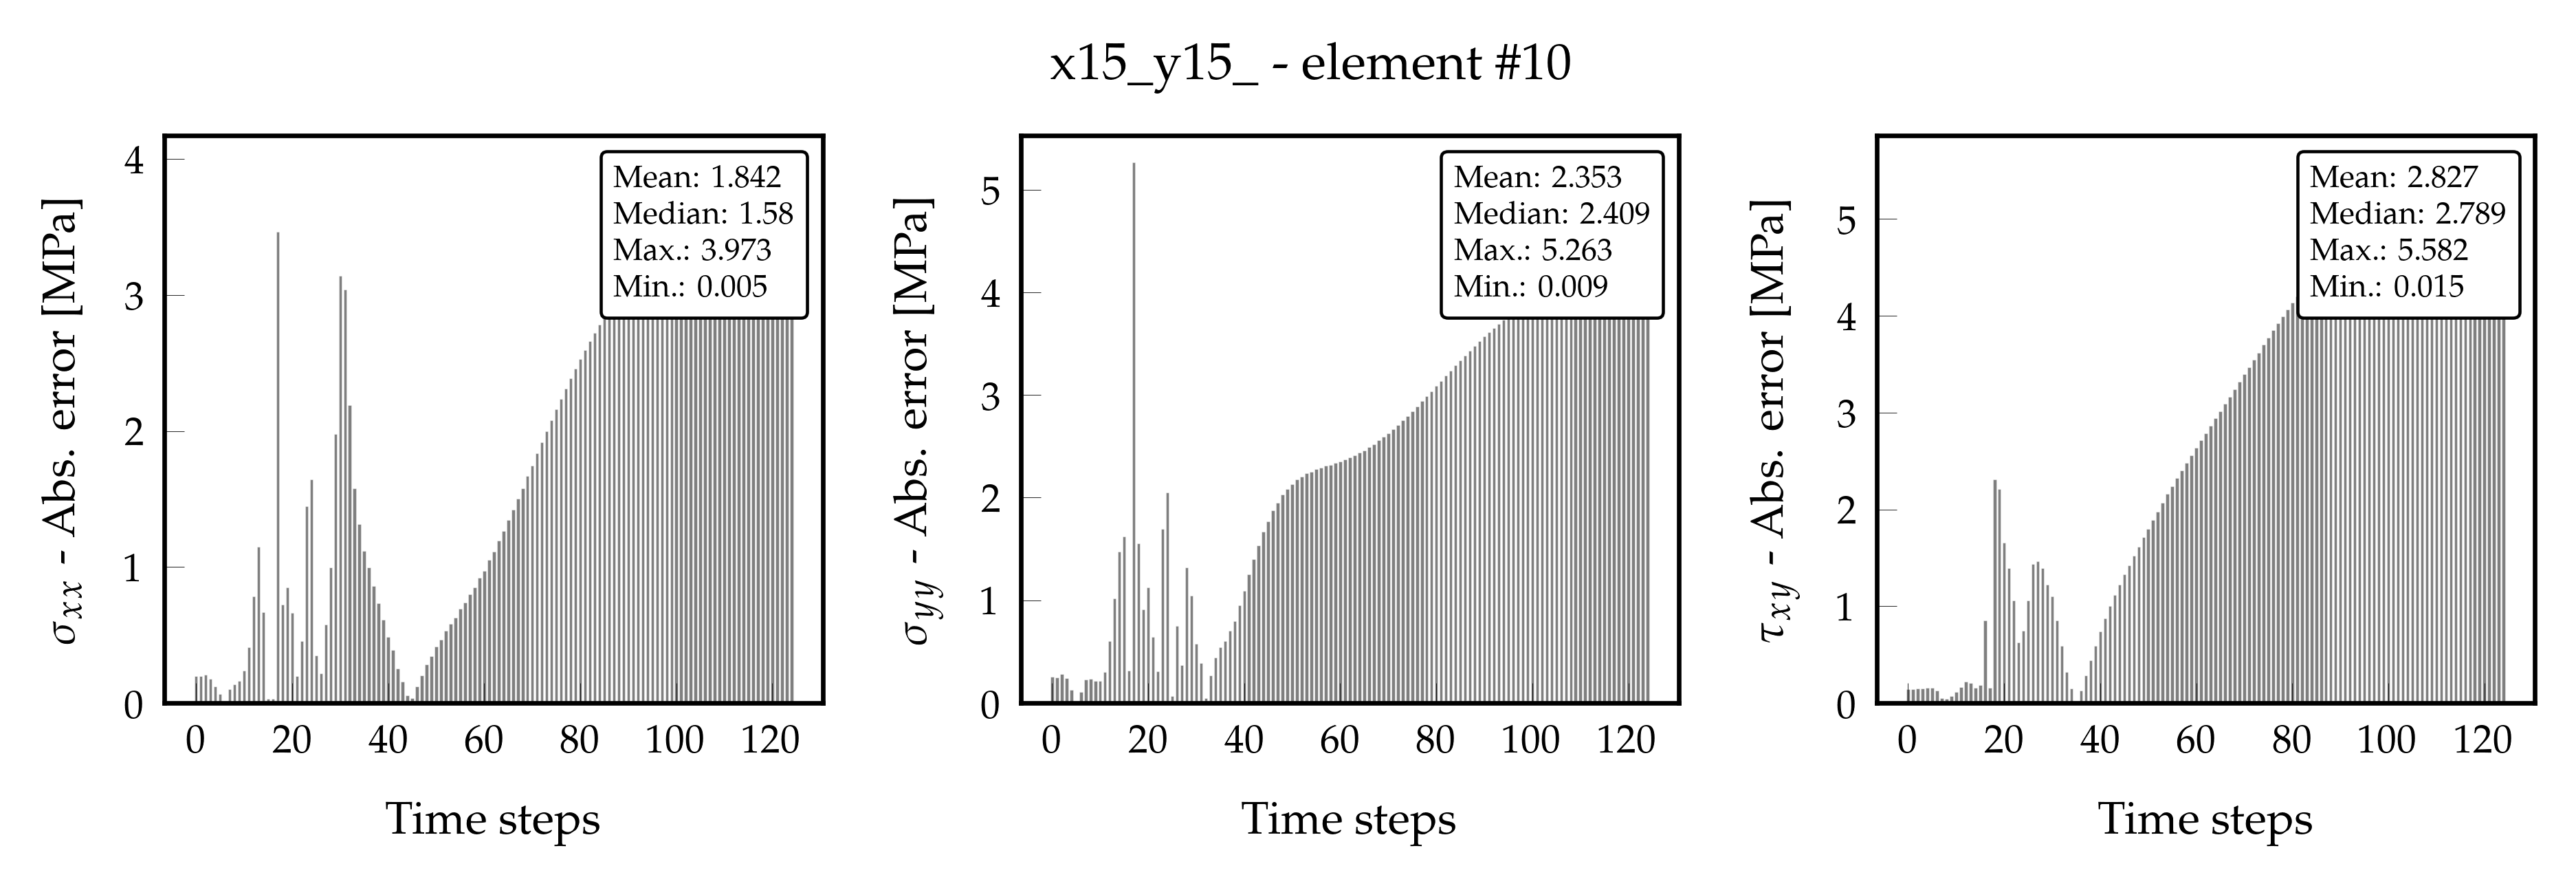 x15_y15_ - element #10
σxx - Abs. error [MPa]
4
3
2
1
0
0 20 40 60 80 100 120
Time steps
Mean: 1.842
Median: 1.58
Max.: 3.973
Min.: 0.005
σyy - Abs. error [MPa]
5
4
3
2
1
0
0 20 40 60 80 100 120
Time steps
Mean: 2.353
Median: 2.409
Max.: 5.263
Min.: 0.009
τxy - Abs. error [MPa]
5
4
3
2
1
0
0 20 40 60 80 100 120
Time steps
Mean: 2.827
Median: 2.789
Max.: 5.582
Min.: 0.015